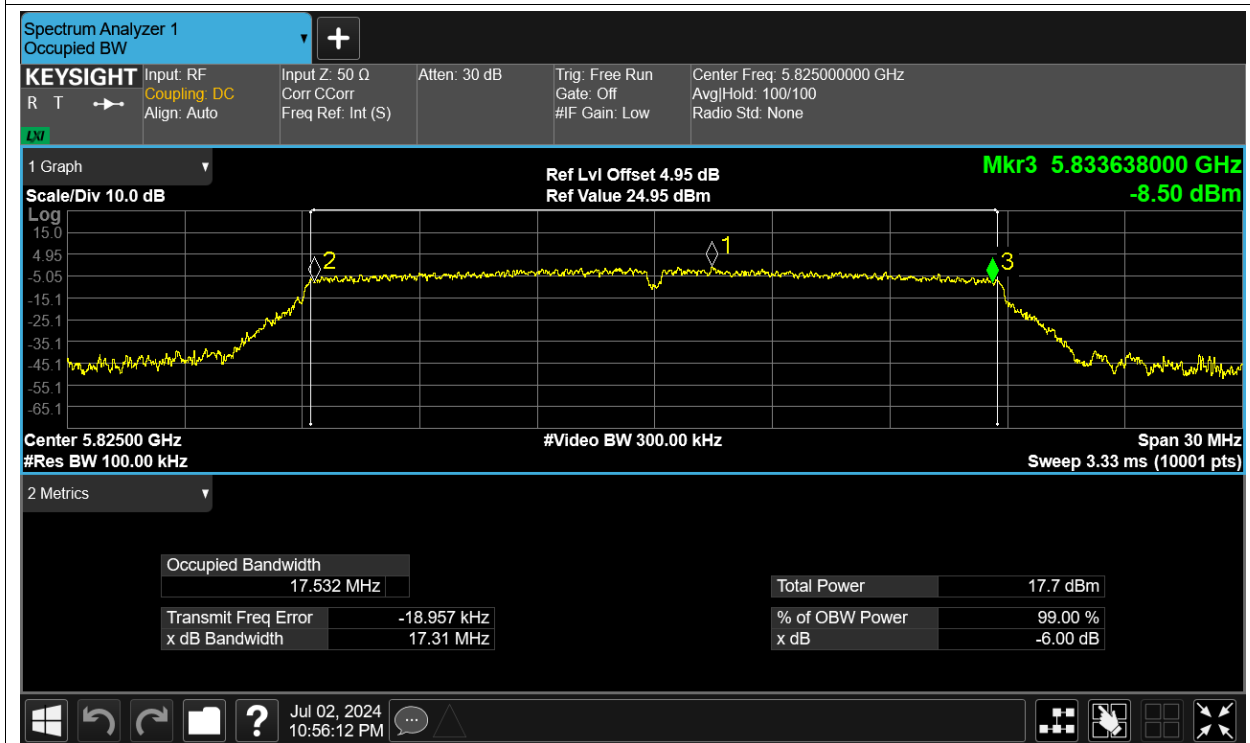 Spectrum Analyzer 1
Occupied BW
+
KEYSIGHT
R T
LXI
Input: RF
Coupling: DC
Align: Auto
Input Z: 50 Ω
Corr CCorr
Freq Ref: Int (S)
Atten: 30 dB
Trig: Free Run
Gate: Off
#IF Gain: Low
Center Freq: 5.825000000 GHz
Avg|Hold: 100/100
Radio Std: None
1 Graph
Scale/Div 10.0 dB
Ref Lvl Offset 4.95 dB
Ref Value 24.95 dBm
Mkr3 5.833638000 GHz
-8.50 dBm
Log
15.0
4.95
-5.05
-15.1
-25.1
-35.1
-45.1
-55.1
-65.1
2
1
3
Center 5.82500 GHz
#Res BW 100.00 kHz
#Video BW 300.00 kHz
Span 30 MHz
Sweep 3.33 ms (10001 pts)
2 Metrics
Occupied Bandwidth
17.532 MHz
Transmit Freq Error -18.957 kHz
x dB Bandwidth 17.31 MHz
Total Power 17.7 dBm
% of OBW Power 99.00 %
x dB -6.00 dB
?
Jul 02, 2024
10:56:12 PM